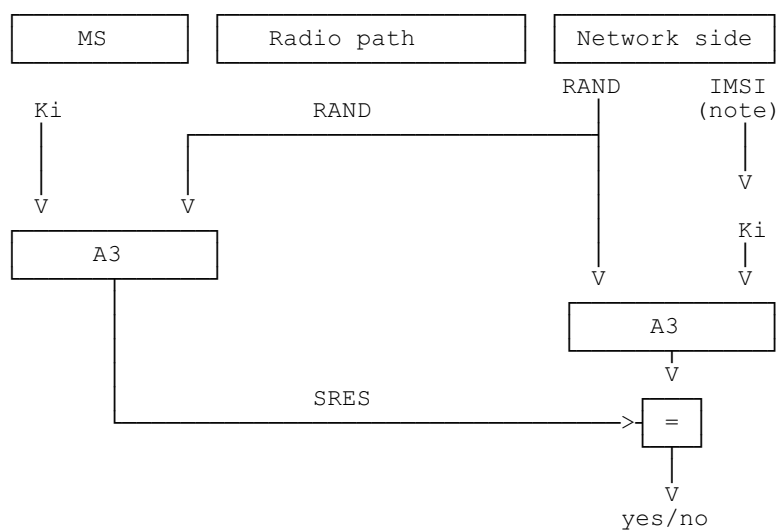 MS Radio path Network side
RAND IMSI
Ki RAND (note)
V
V V
Ki
A3
V V
A3
V
SRES
> =
V
yes/no